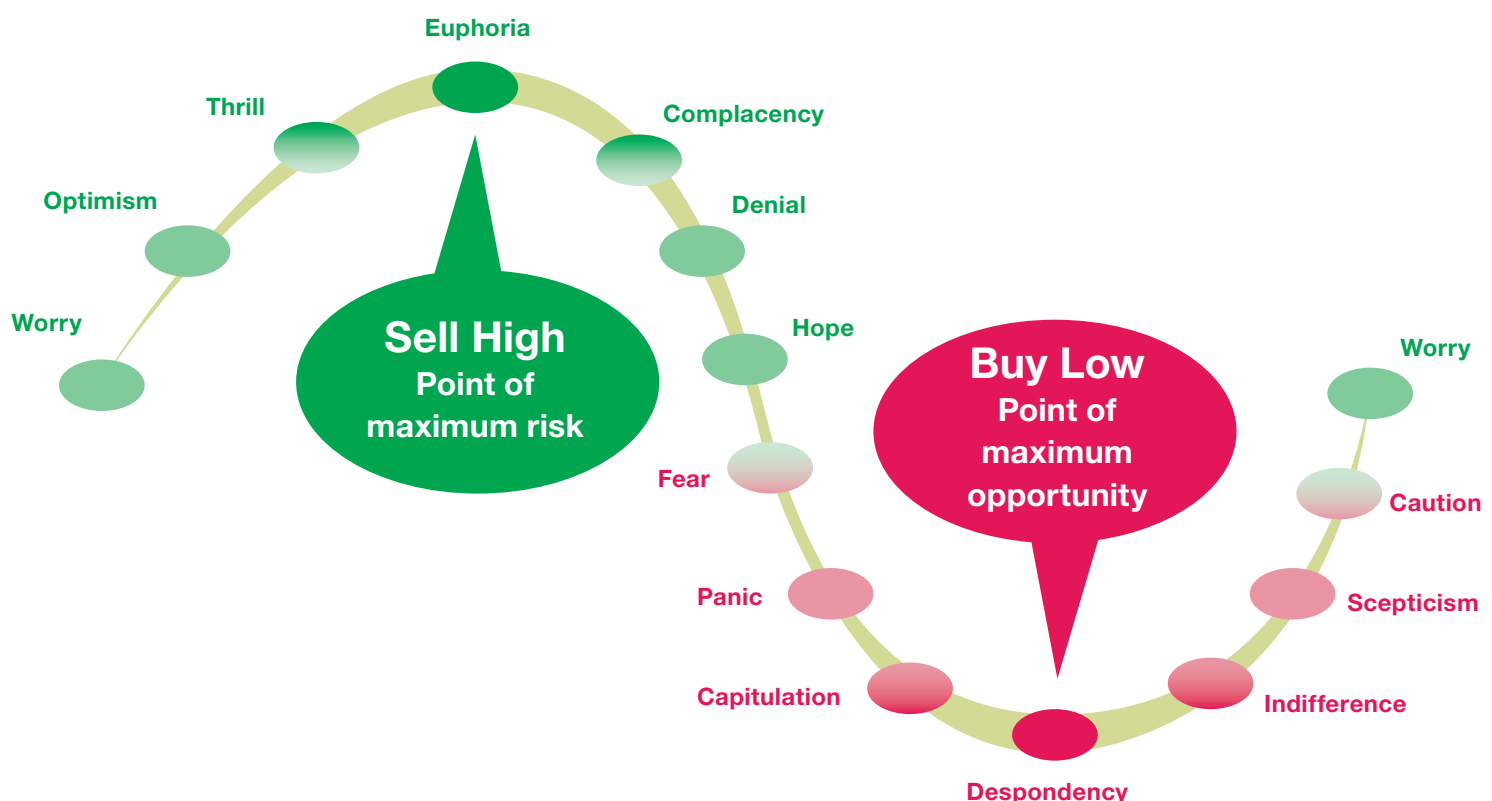 Euphoria
Thrill
Complacency
Optimism
Denial
Worry
Hope
Sell High
Point of
maximum risk
Buy Low
Point of
maximum
opportunity
Worry
Fear
Caution
Panic
Scepticism
Capitulation
Indifference
Despondency